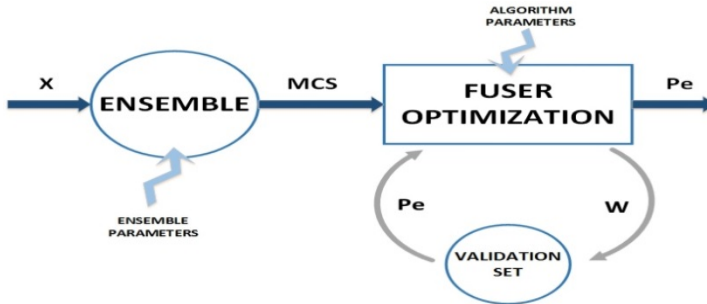 ALGORITHM
PARAMETERS
X
ENSEMBLE
MCS
FUSER
OPTIMIZATION
Pe
ENSEMBLE
PARAMETERS
Pe
W
VALIDATION
SET